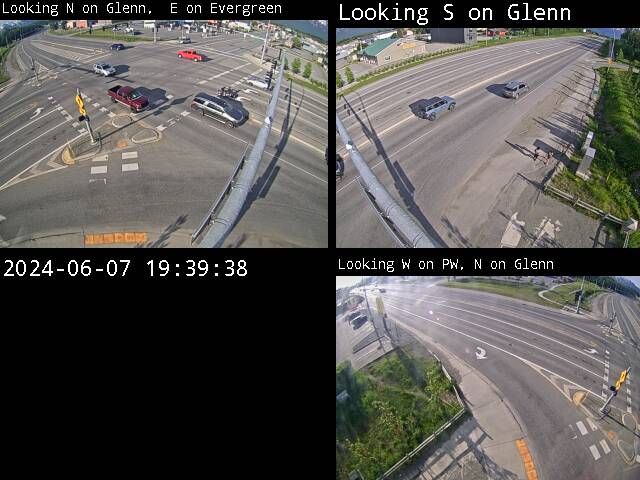 Looking N on Glenn,  E on Evergreen
Looking S on Glenn
2024-06-07 19:39:38
Looking W on PW, N on Glenn